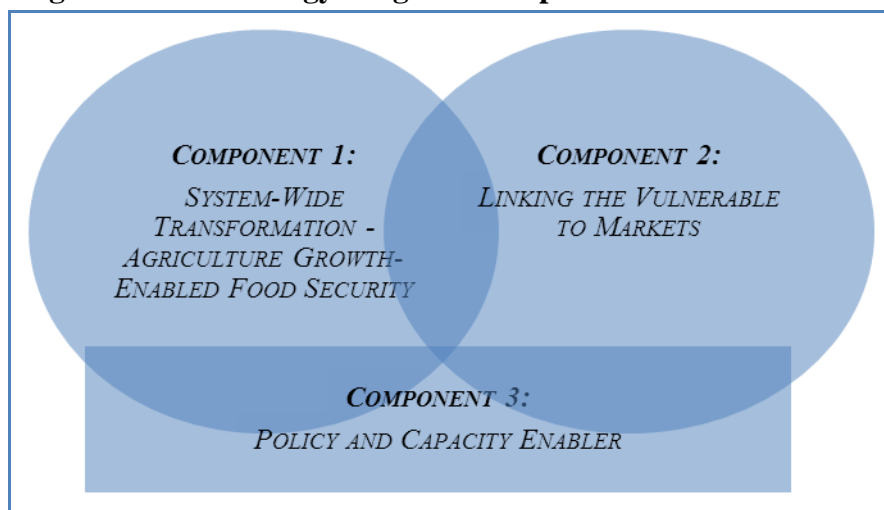 COMPONENT 1:
SYSTEM-WIDE
TRANSFORMATION -
AGRICULTURE GROWTH-
ENABLED FOOD SECURITY
COMPONENT 2:
LINKING THE VULNERABLE
TO MARKETS
COMPONENT 3:
POLICY AND CAPACITY ENABLER